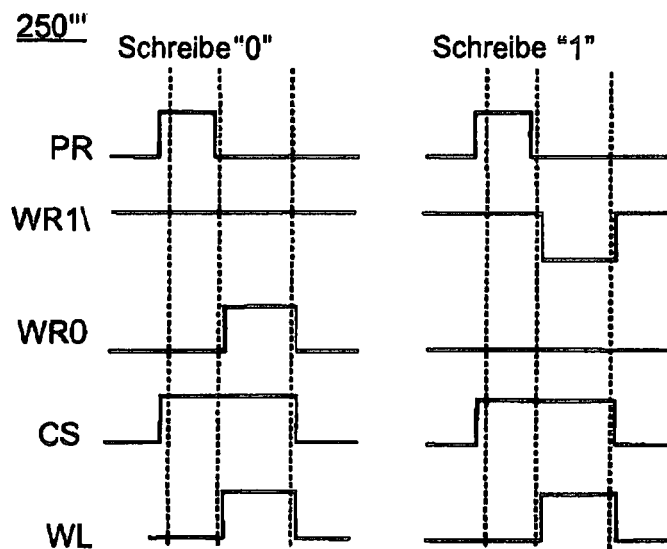 250'''
Schreibe "0"
Schreibe "1"
PR
WR1\
WR0
CS
WL